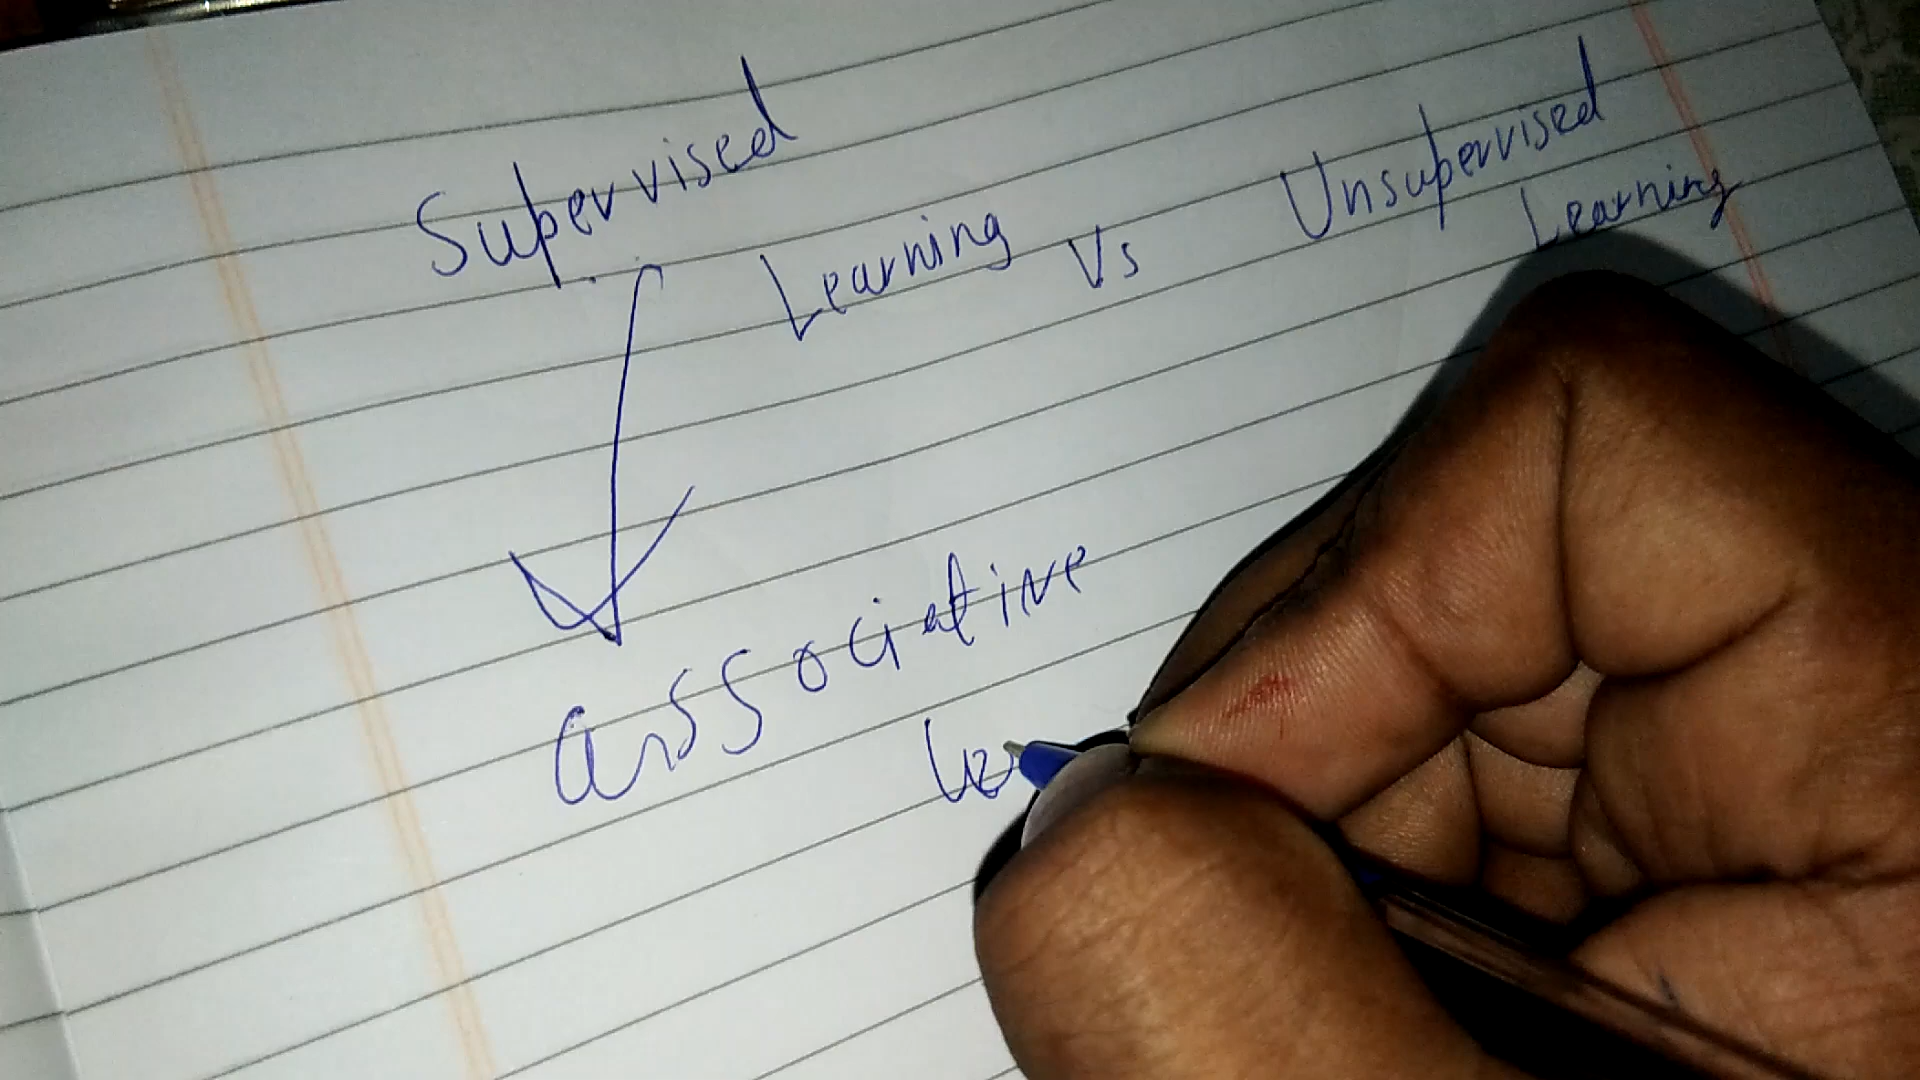 Supervised
Learning Vs Unsupervised
Learning
associative